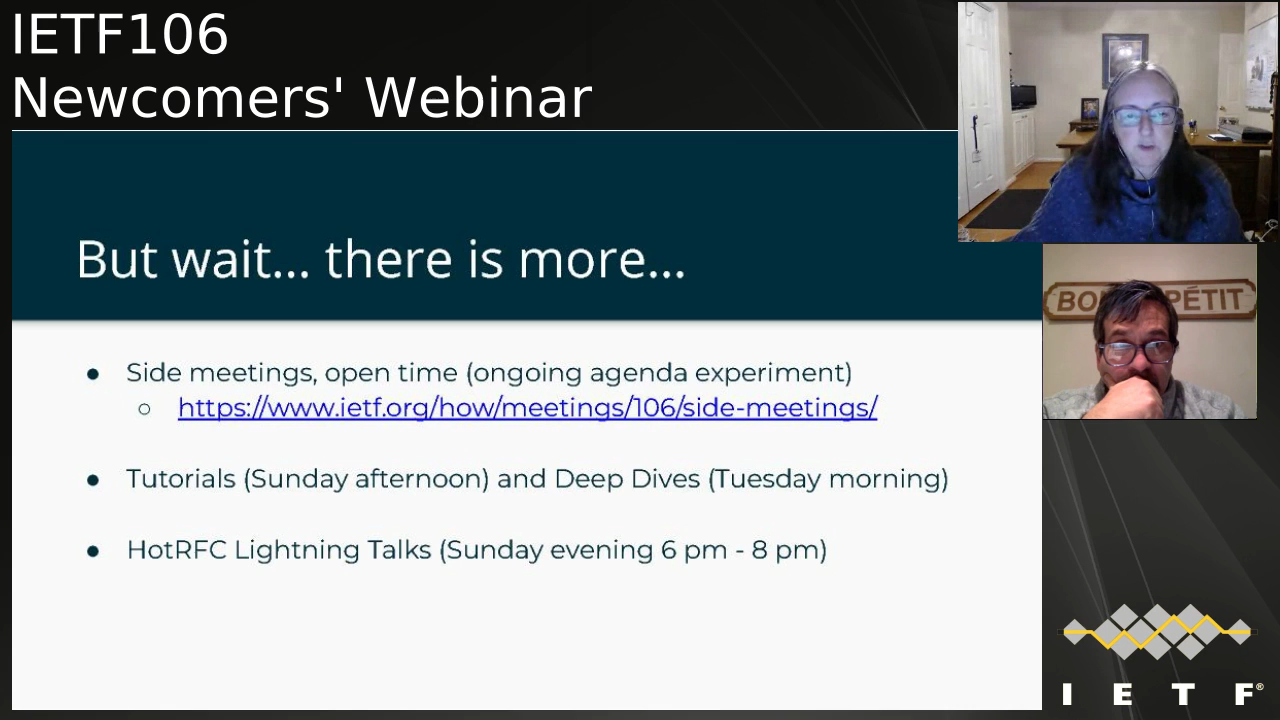 IETF106
Newcomers' Webinar
But wait... there is more...
● Side meetings, open time (ongoing agenda experiment)
○ https://www.ietf.org/how/meetings/106/side-meetings/
● Tutorials (Sunday afternoon) and Deep Dives (Tuesday morning)
● HotRFC Lightning Talks (Sunday evening 6 pm - 8 pm)
BO
PÉTIT
I E T F®